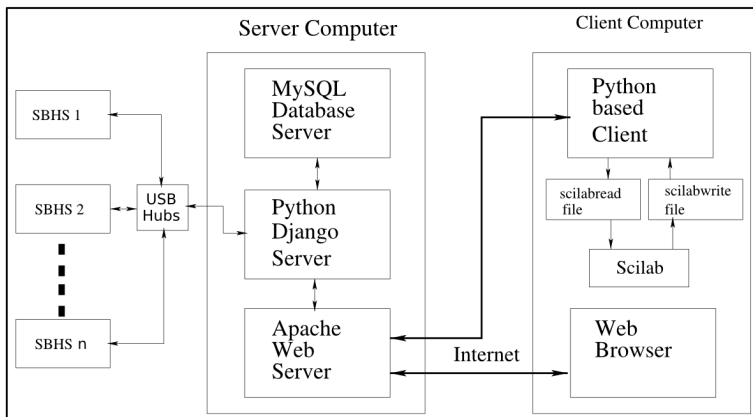 Server Computer
Client Computer
SBHS 1
SBHS 2
SBHS n
USB
Hubs
MySQL
Database
Server
Python
Django
Server
Apache
Web
Server
Internet
Python
based
Client
scilabread
file
scilabwrite
file
Scilab
Web
Browser